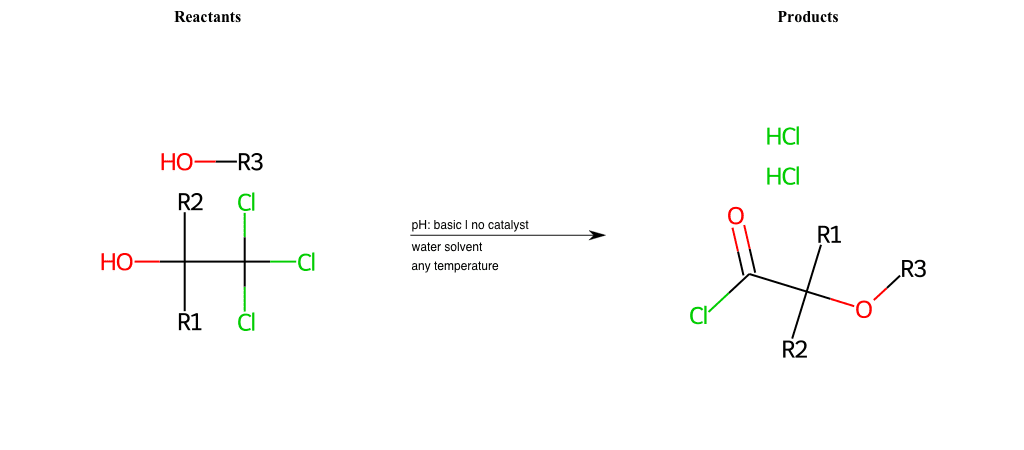 Reactants
Products
HO R3
R2 Cl
HO Cl
R1 Cl
pH: basic | no catalyst
water solvent
any temperature
HCl
HCl
O R1
R3
Cl O
R2